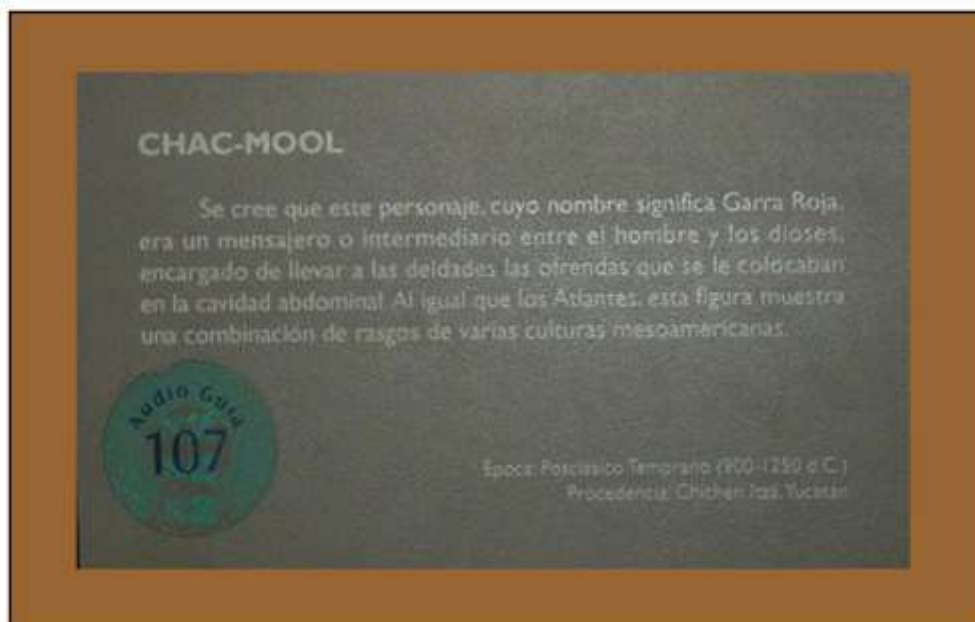 CHAC-MOOL
Se cree que este personaje, cuyo nombre significa Garra Roja,
era un mensajero o intermediario entre el hombre y los dioses,
encargado de llevar a las deidades las ofrendas que se le colocaban
en la cavidad abdominal. Al igual que los Atlantes, esta figura muestra
una combinación de rasgos de varias culturas mesoamericanas.
Audio Guía
107
Epoca: Posclásico Temprano (900-1250 d.C.)
Procedencia: Chichen Itza, Yucatán